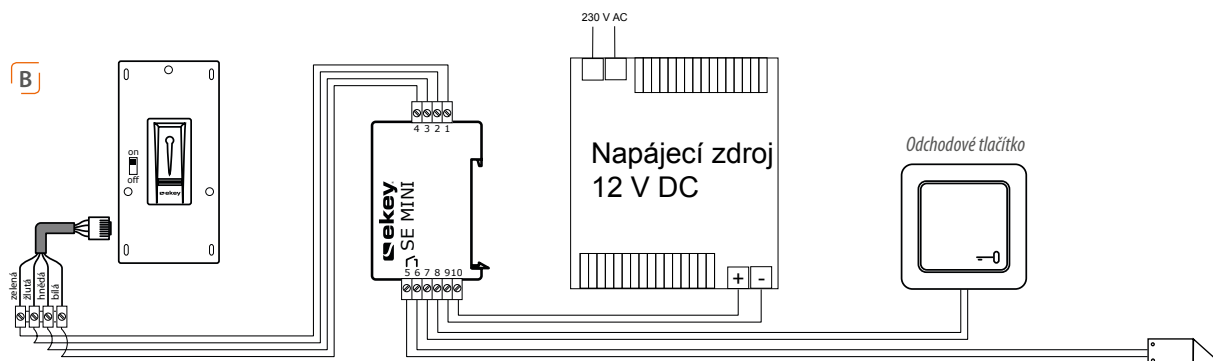 230 V AC
B
on
off
ekey
zelená
žlutá
hnědá
bílá
4 3 2 1
ekey
SE MINI
5 6 7 8 9 10
Napájecí zdroj
12 V DC
+ -
Odchodové tlačítko